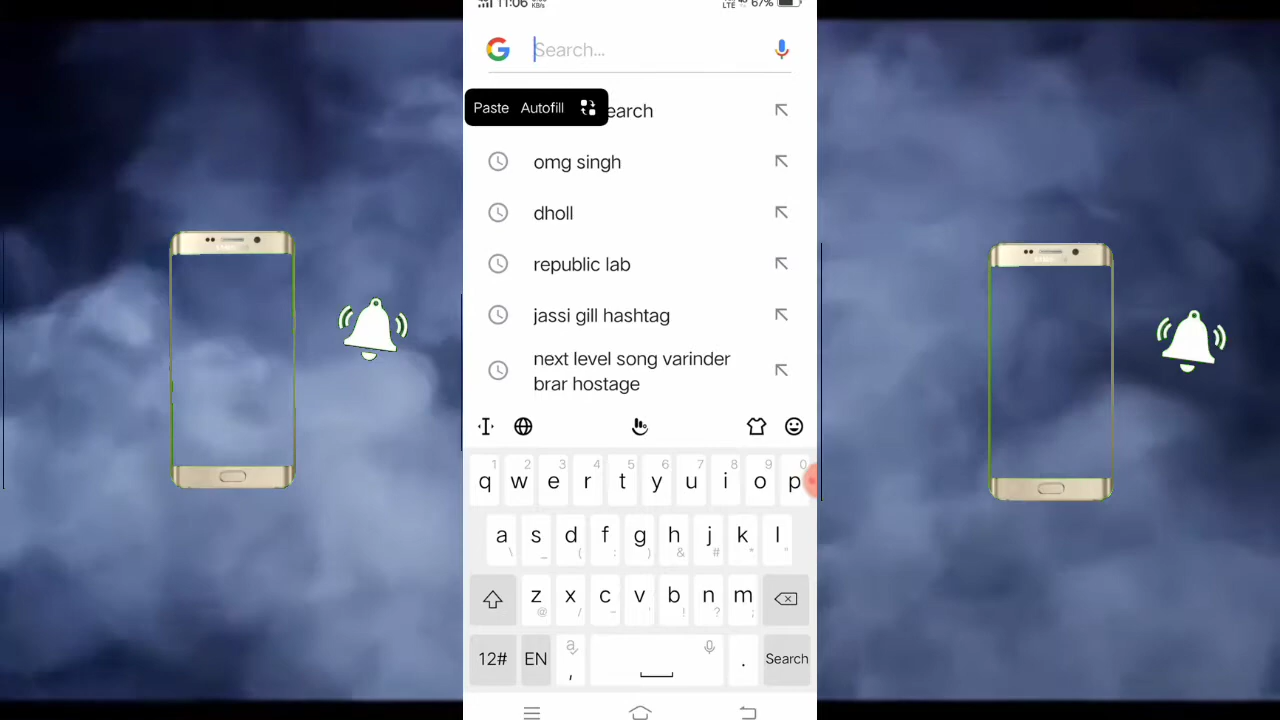 11:06 KB/s LTE 67%
Search...
Paste Autofill
earch
omg singh
dholl
republic lab
jassi gill hashtag
next level song varinder
brar hostage
1 2 3 4 5 6 7 8 9 0
q w e r t y u i o p
a s d f g h j k l
\ _ ( : ) & # * "
z x c v b n m
@ / - ' ! ? ;
12# EN a , . Search